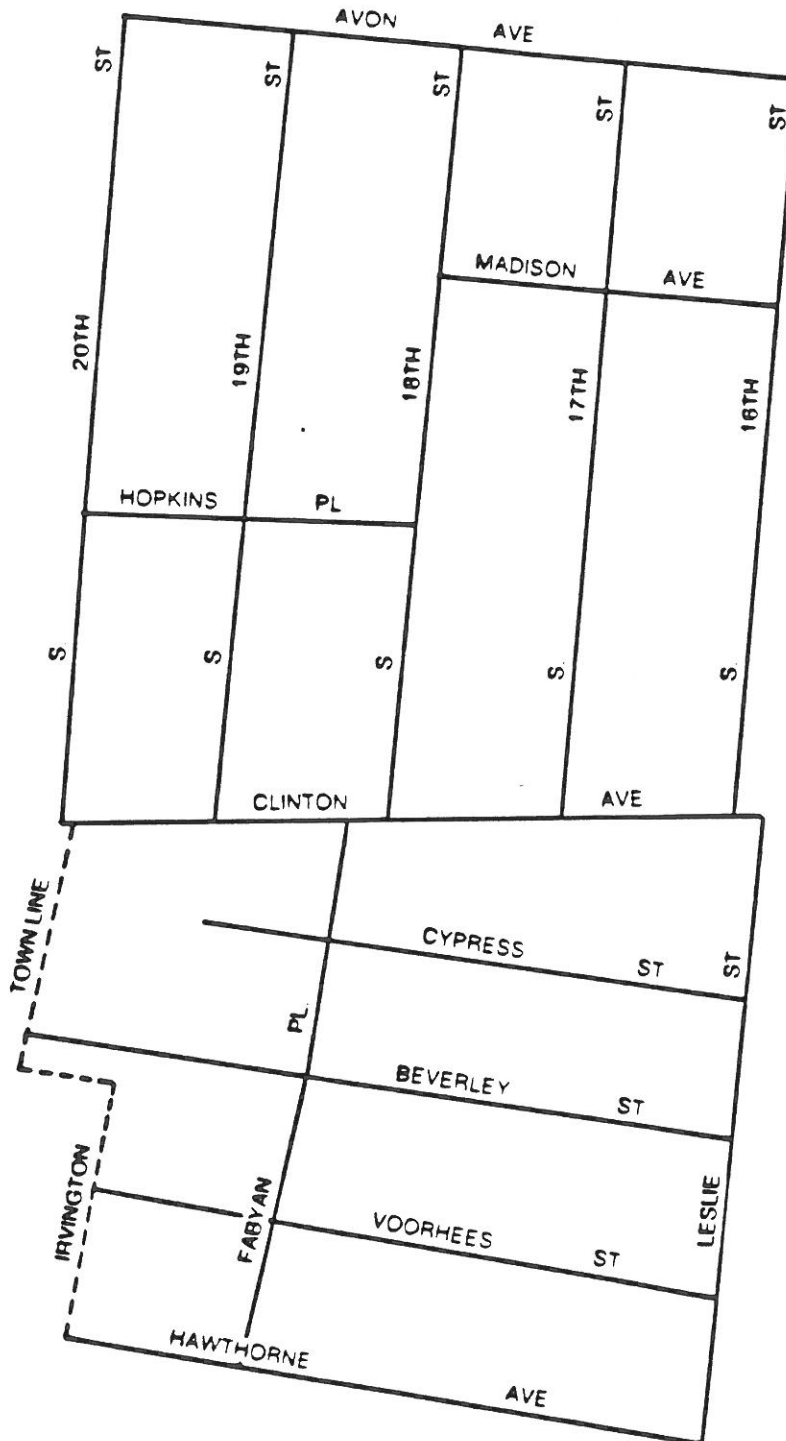 AVON AVE
S. 20TH ST
S. 19TH ST
S. 18TH ST
S. 17TH ST
S. 16TH ST
MADISON AVE
HOPKINS PL
CLINTON AVE
IRVINGTON TOWN LINE
CYPRESS ST
FABYAN PL.
BEVERLEY ST
LESLIE ST
VOORHEES ST
HAWTHORNE AVE